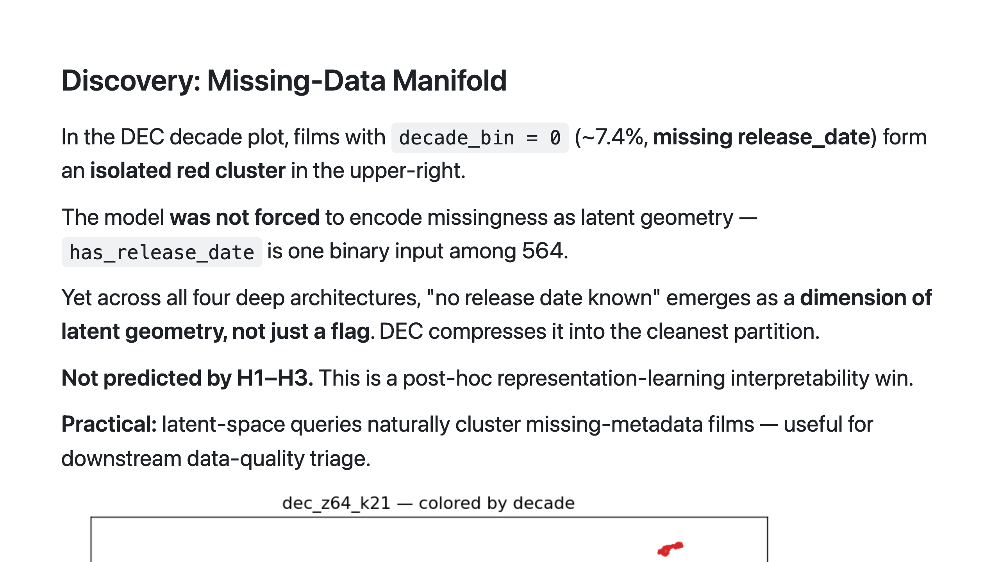 Discovery: Missing-Data Manifold
In the DEC decade plot, films with decade_bin = 0 (~7.4%, missing release_date) form
an isolated red cluster in the upper-right.
The model was not forced to encode missingness as latent geometry —
has_release_date is one binary input among 564.
Yet across all four deep architectures, "no release date known" emerges as a dimension of
latent geometry, not just a flag. DEC compresses it into the cleanest partition.
Not predicted by H1–H3. This is a post-hoc representation-learning interpretability win.
Practical: latent-space queries naturally cluster missing-metadata films — useful for
downstream data-quality triage.
dec_z64_k21 — colored by decade